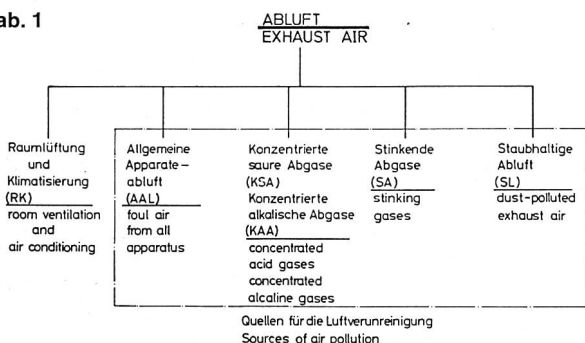 ab. 1
ABLUFT
EXHAUST AIR
Raumlüftung
und
Klimatisierung
(RK)
room ventilation
and
air conditioning
Allgemeine
Apparate-
abluft
(AAL)
foul air
from all
apparatus
Konzentrierte
saure Abgase
(KSA)
Konzentrierte
alkalische Abgase
(KAA)
concentrated
acid gases
concentrated
alcaline gases
Stinkende
Abgase
(SA)
stinking
gases
Staubhaltige
Abluft
(SL)
dust-polluted
exhaust air
Quellen für die Luftverunreinigung
Sources of air pollution